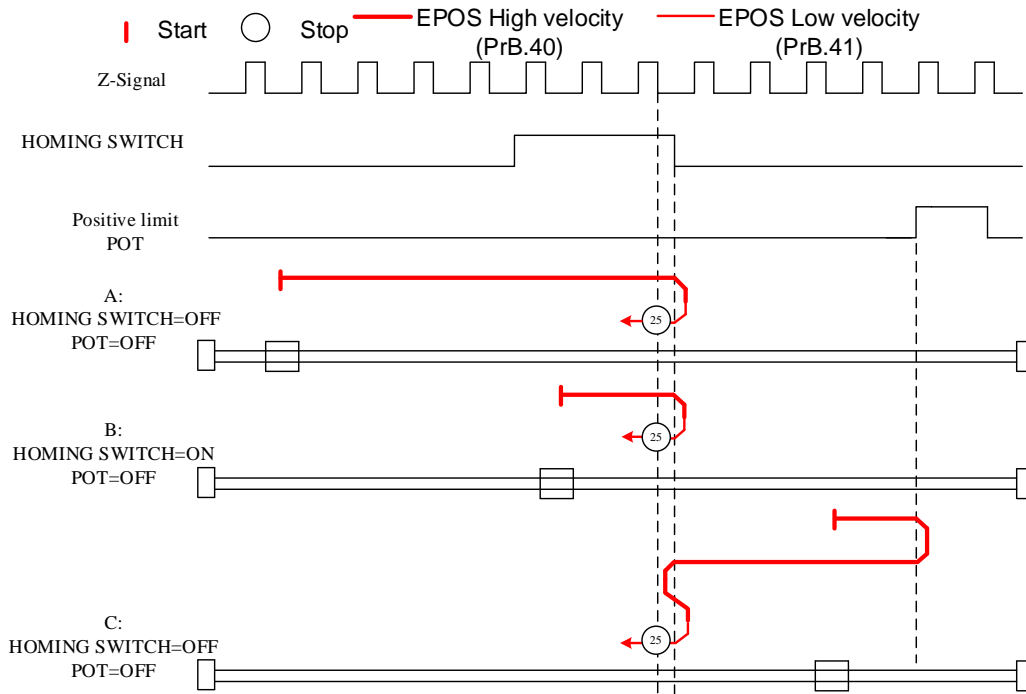 Start
Stop
EPOS High velocity
(PrB.40)
EPOS Low velocity
(PrB.41)
Z-Signal
HOMING SWITCH
Positive limit
POT
A:
HOMING SWITCH=OFF
POT=OFF
25
B:
HOMING SWITCH=ON
POT=OFF
25
C:
HOMING SWITCH=OFF
POT=OFF
25